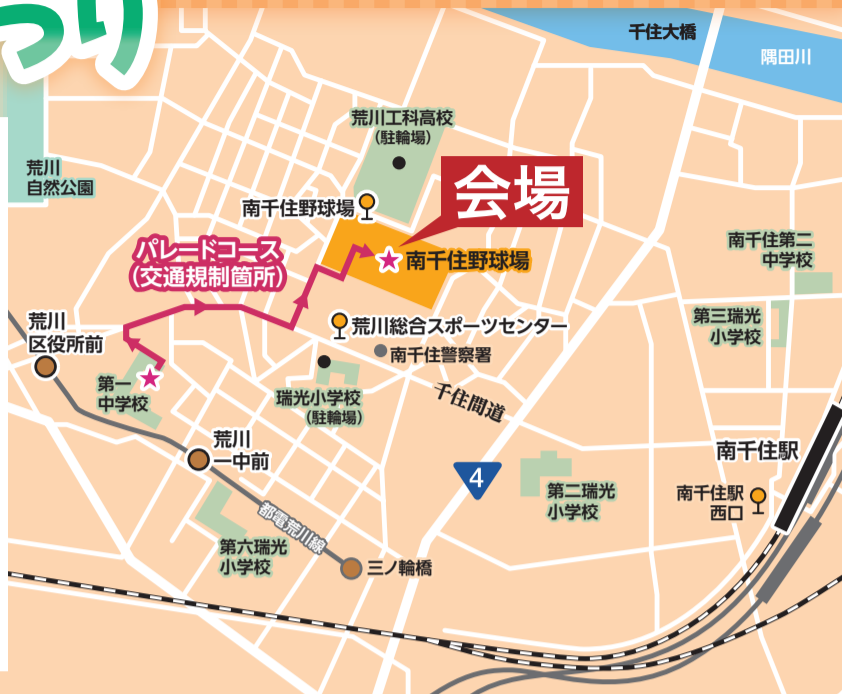 つり
千住大橋
隅田川
荒川工科高校
(駐輪場)
荒川
自然公園
会場
南千住野球場
パレードコース
(交通規制箇所)
南千住野球場
南千住第二
中学校
荒川
区役所前
荒川総合スポーツセンター
南千住警察署
第三瑞光
小学校
第一
中学校
瑞光小学校
(駐輪場)
千住間道
荒川
一中前
4
南千住駅
第二瑞光
小学校
南千住駅
西口
都電荒川線
第六瑞光
小学校
三ノ輪橋